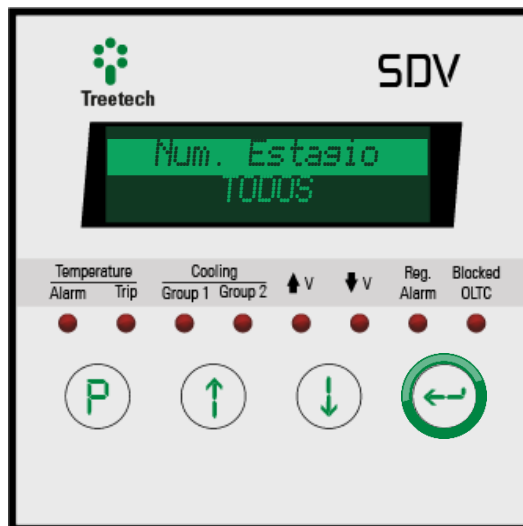 Treetech
SDV
Num. Estagio
TODOS
Temperature
Alarm Trip
Cooling
Group 1 Group 2
V
V
Reg.
Alarm
Blocked
OLTC
P